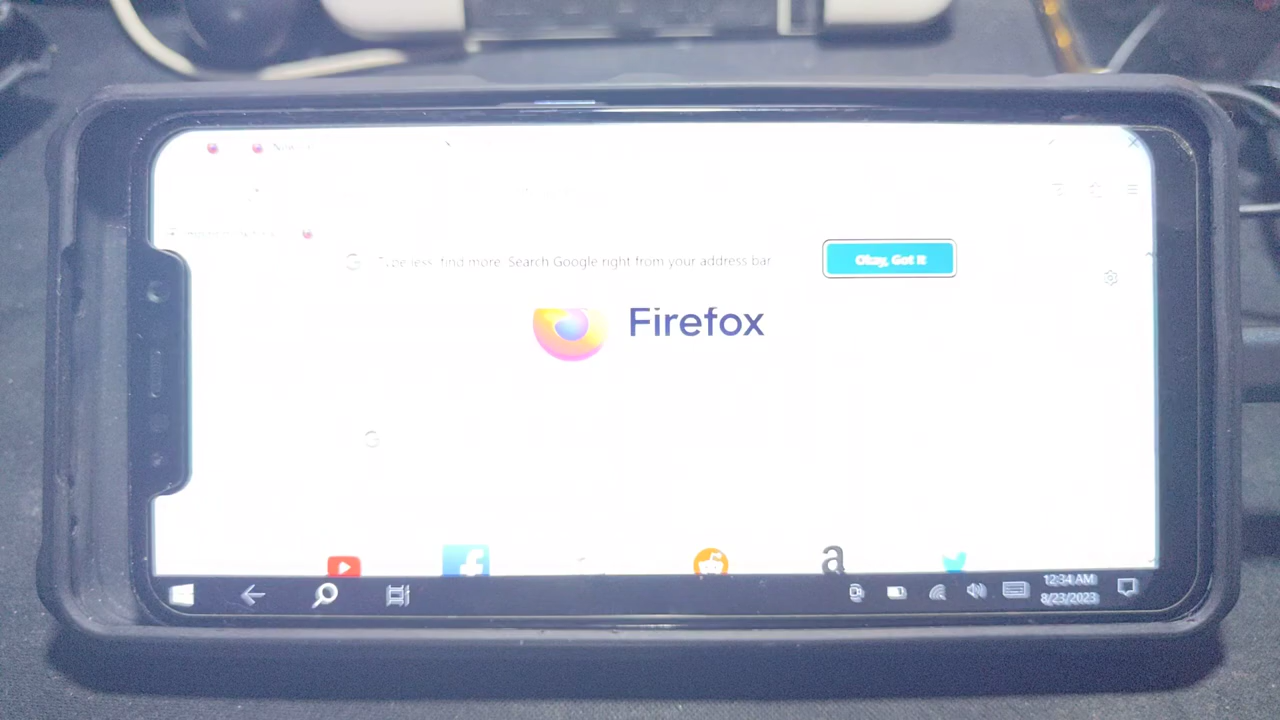 Type less, find more. Search Google right from your address bar
Okay, Got It
Firefox
12:34 AM
8/23/2023